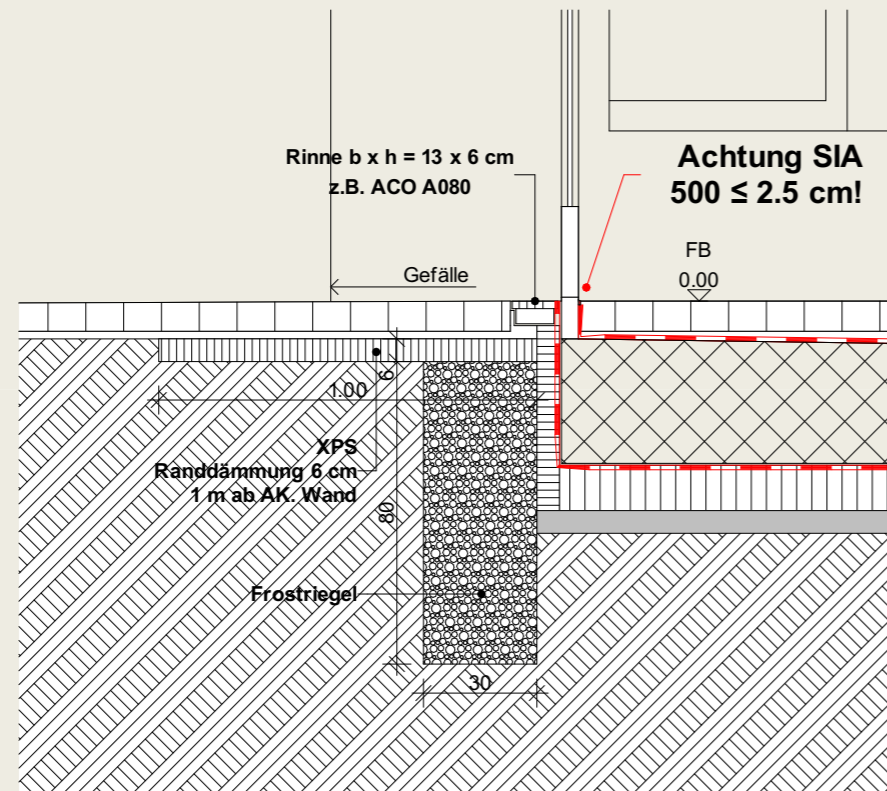 Rinne b x h = 13 x 6 cm
z.B. ACO A080
Achtung SIA
500 ≤ 2.5 cm!
FB
0.00
Gefälle
6
1.00
XPS
Randdämmung 6 cm
1 m ab AK. Wand
80
Frostriegel
30